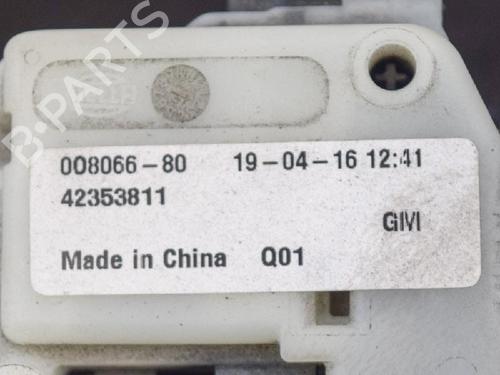 B-PARTS
008066-80 19-04-16 12:41
42353811
GM
Made in China Q01